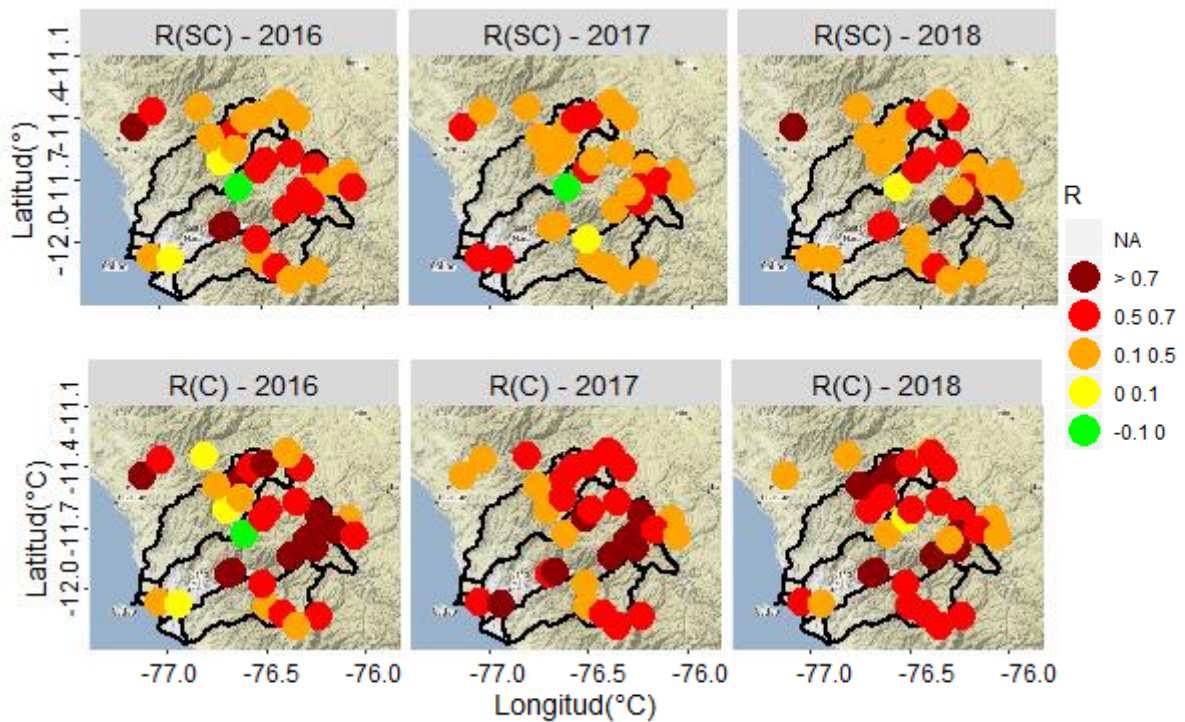 R(SC) - 2016
R(SC) - 2017
R(SC) - 2018
-12.0 -11.7 -11.4 -11.1
Latitud(°)
R
NA
> 0.7
0.5 0.7
0.1 0.5
0 0.1
-0.1 0
R(C) - 2016
R(C) - 2017
R(C) - 2018
-12.0 -11.7 -11.4 -11.1
Latitud(°C)
-77.0 -76.5 -76.0
-77.0 -76.5 -76.0
-77.0 -76.5 -76.0
Longitud(°C)